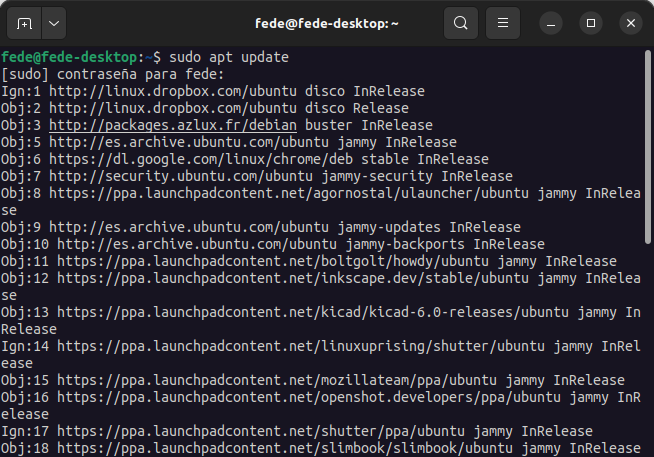 fede@fede-desktop: ~
fede@fede-desktop:~$ sudo apt update
[sudo] contraseña para fede:
Ign:1 http://linux.dropbox.com/ubuntu disco InRelease
Obj:2 http://linux.dropbox.com/ubuntu disco Release
Obj:3 http://packages.azlux.fr/debian buster InRelease
Obj:5 http://es.archive.ubuntu.com/ubuntu jammy InRelease
Obj:6 https://dl.google.com/linux/chrome/deb stable InRelease
Obj:7 http://security.ubuntu.com/ubuntu jammy-security InRelease
Obj:8 https://ppa.launchpadcontent.net/agornostal/ulauncher/ubuntu jammy InRelea
se
Obj:9 http://es.archive.ubuntu.com/ubuntu jammy-updates InRelease
Obj:10 http://es.archive.ubuntu.com/ubuntu jammy-backports InRelease
Obj:11 https://ppa.launchpadcontent.net/boltgolt/howdy/ubuntu jammy InRelease
Obj:12 https://ppa.launchpadcontent.net/inkscape.dev/stable/ubuntu jammy InRelea
se
Obj:13 https://ppa.launchpadcontent.net/kicad/kicad-6.0-releases/ubuntu jammy In
Release
Ign:14 https://ppa.launchpadcontent.net/linuxuprising/shutter/ubuntu jammy InRel
ease
Obj:15 https://ppa.launchpadcontent.net/mozillateam/ppa/ubuntu jammy InRelease
Obj:16 https://ppa.launchpadcontent.net/openshot.developers/ppa/ubuntu jammy InR
elease
Ign:17 https://ppa.launchpadcontent.net/shutter/ppa/ubuntu jammy InRelease
Obj:18 https://ppa.launchpadcontent.net/slimbook/slimbook/ubuntu jammy InRelease